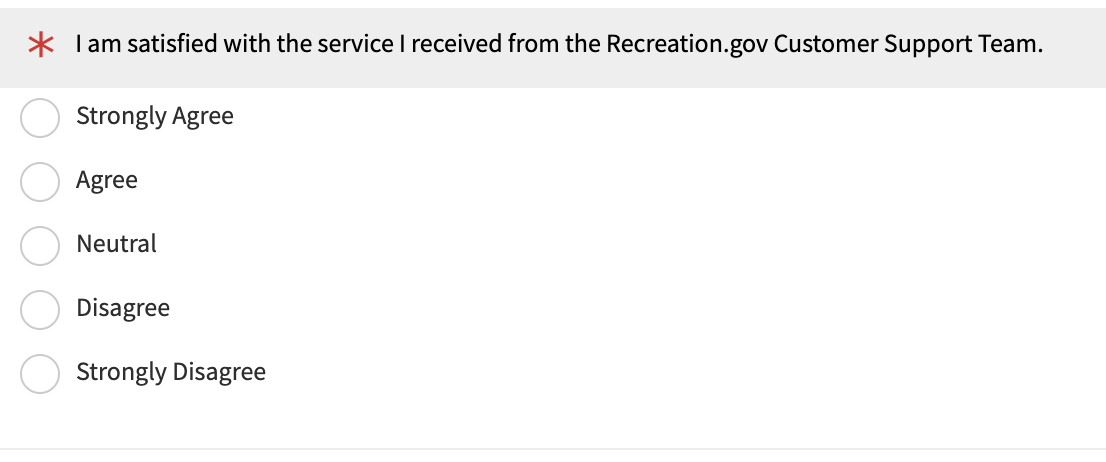 * I am satisfied with the service I received from the Recreation.gov Customer Support Team.
Strongly Agree
Agree
Neutral
Disagree
Strongly Disagree